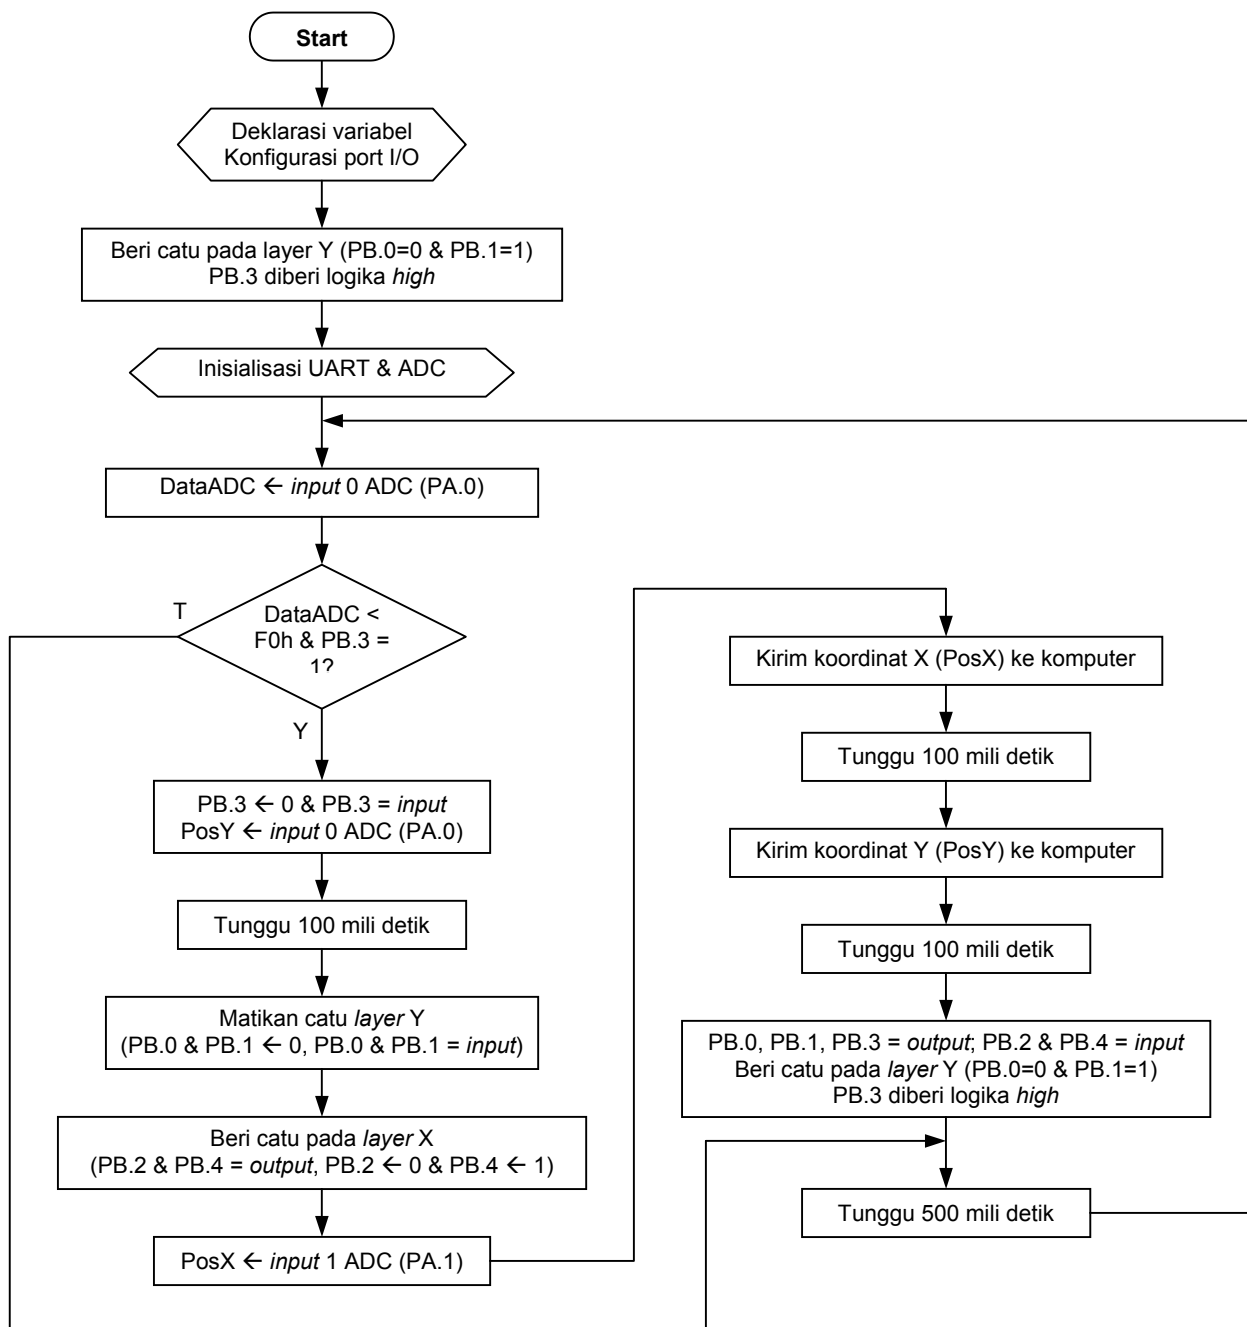 Start
Deklarasi variabel
Konfigurasi port I/O
Beri catu pada layer Y (PB.0=0 & PB.1=1)
PB.3 diberi logika high
Inisialisasi UART & ADC
DataADC ← input 0 ADC (PA.0)
T
DataADC <
F0h & PB.3 =
1?
Y
PB.3 ← 0 & PB.3 = input
PosY ← input 0 ADC (PA.0)
Tunggu 100 mili detik
Matikan catu layer Y
(PB.0 & PB.1 ← 0, PB.0 & PB.1 = input)
Beri catu pada layer X
(PB.2 & PB.4 = output, PB.2 ← 0 & PB.4 ← 1)
PosX ← input 1 ADC (PA.1)
Kirim koordinat X (PosX) ke komputer
Tunggu 100 mili detik
Kirim koordinat Y (PosY) ke komputer
Tunggu 100 mili detik
PB.0, PB.1, PB.3 = output; PB.2 & PB.4 = input
Beri catu pada layer Y (PB.0=0 & PB.1=1)
PB.3 diberi logika high
Tunggu 500 mili detik